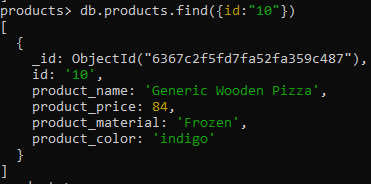 products> db.products.find({id:"10"})
[
  {
    _id: ObjectId("6367c2f5fd7fa52fa359c487"),
    id: '10',
    product_name: 'Generic Wooden Pizza',
    product_price: 84,
    product_material: 'Frozen',
    product_color: 'indigo'
  }
]